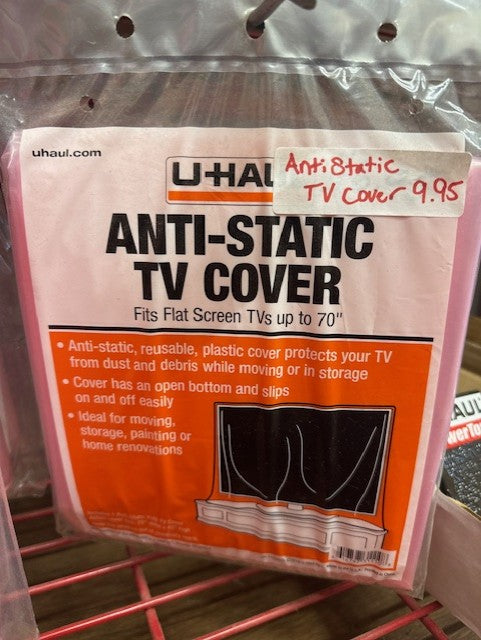 uhaul.com
U-HAUL
Anti Static
TV Cover 9.95
ANTI-STATIC
TV COVER
Fits Flat Screen TVs up to 70"
• Anti-static, reusable, plastic cover protects your TV
from dust and debris while moving or in storage
• Cover has an open bottom and slips
on and off easily
• Ideal for moving,
storage, painting or
home renovations